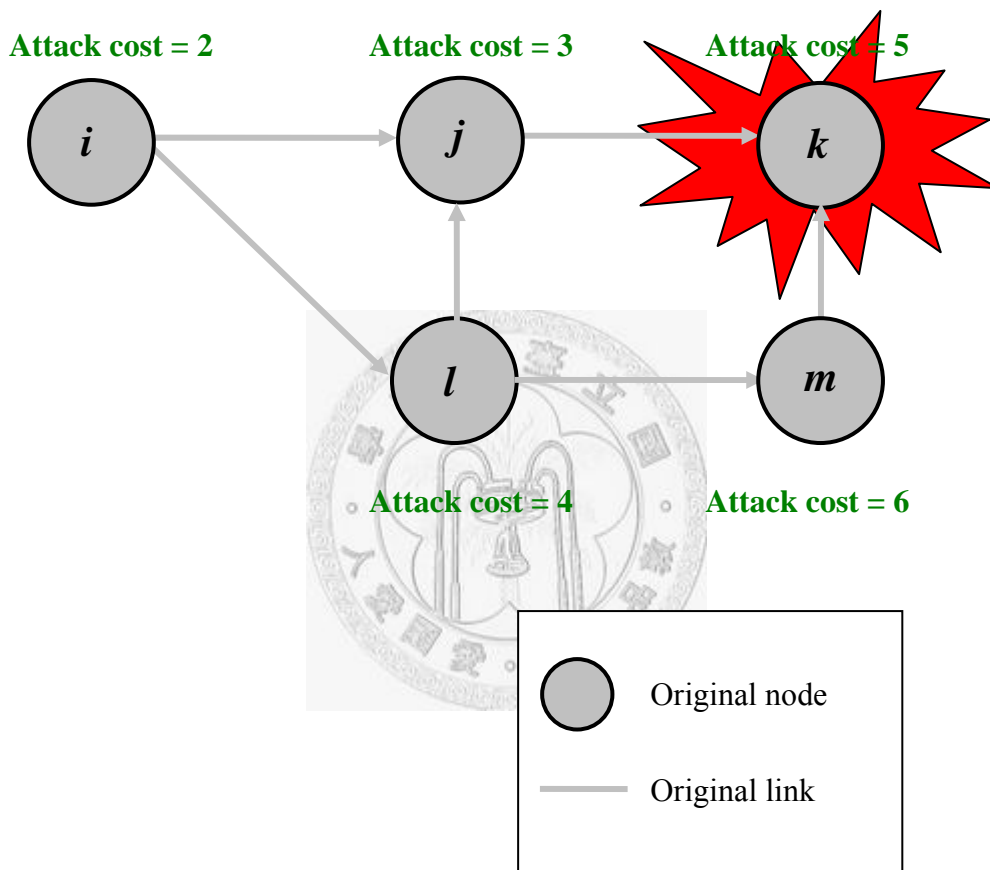 Attack cost = 2
Attack cost = 3
Attack cost = 5
i
j
k
l
m
Attack cost = 4
Attack cost = 6
Original node
Original link